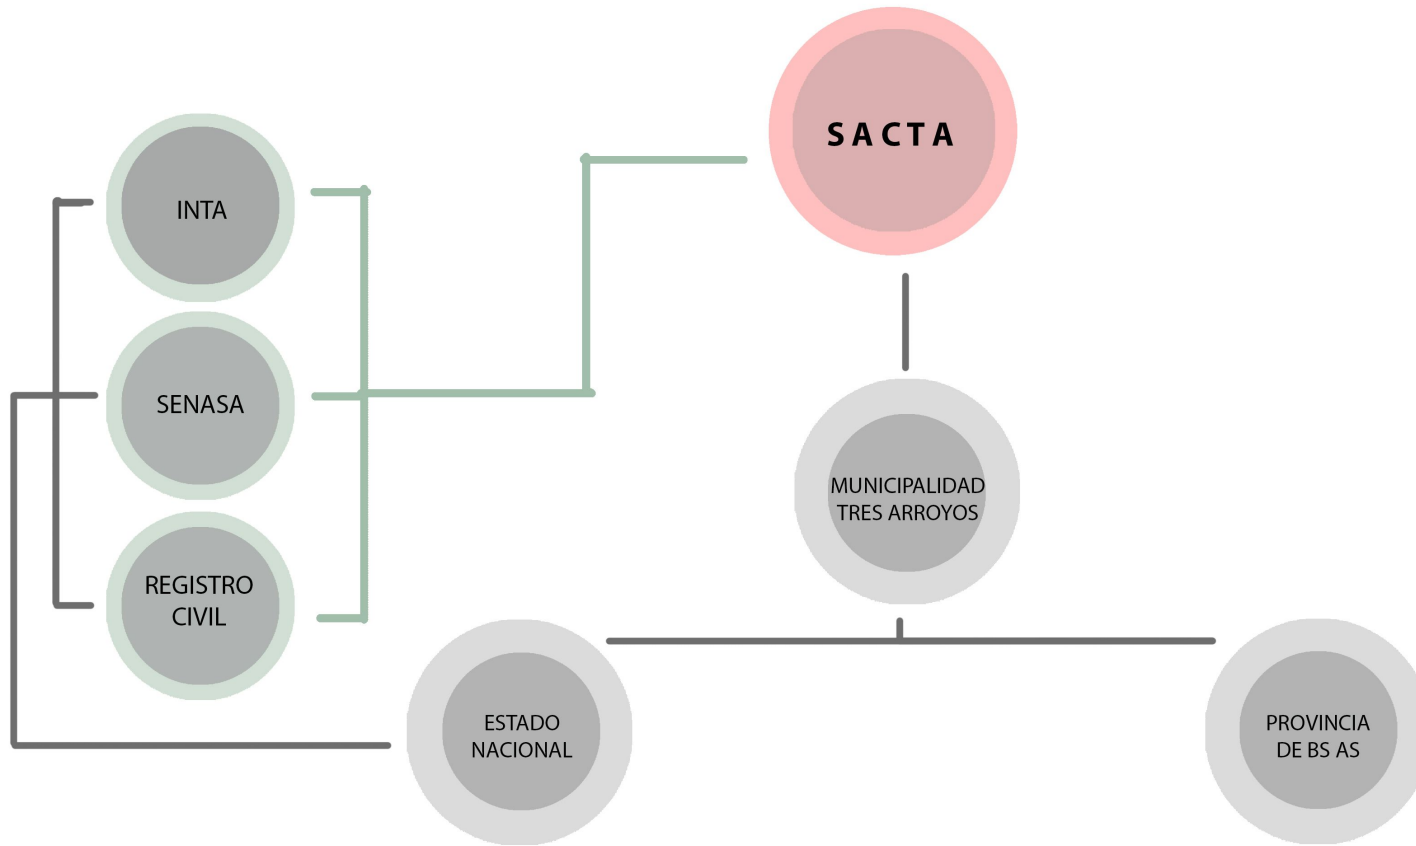 SACTA
INTA
SENASA
REGISTRO
CIVIL
MUNICIPALIDAD
TRES ARROYOS
ESTADO
NACIONAL
PROVINCIA
DE BS AS